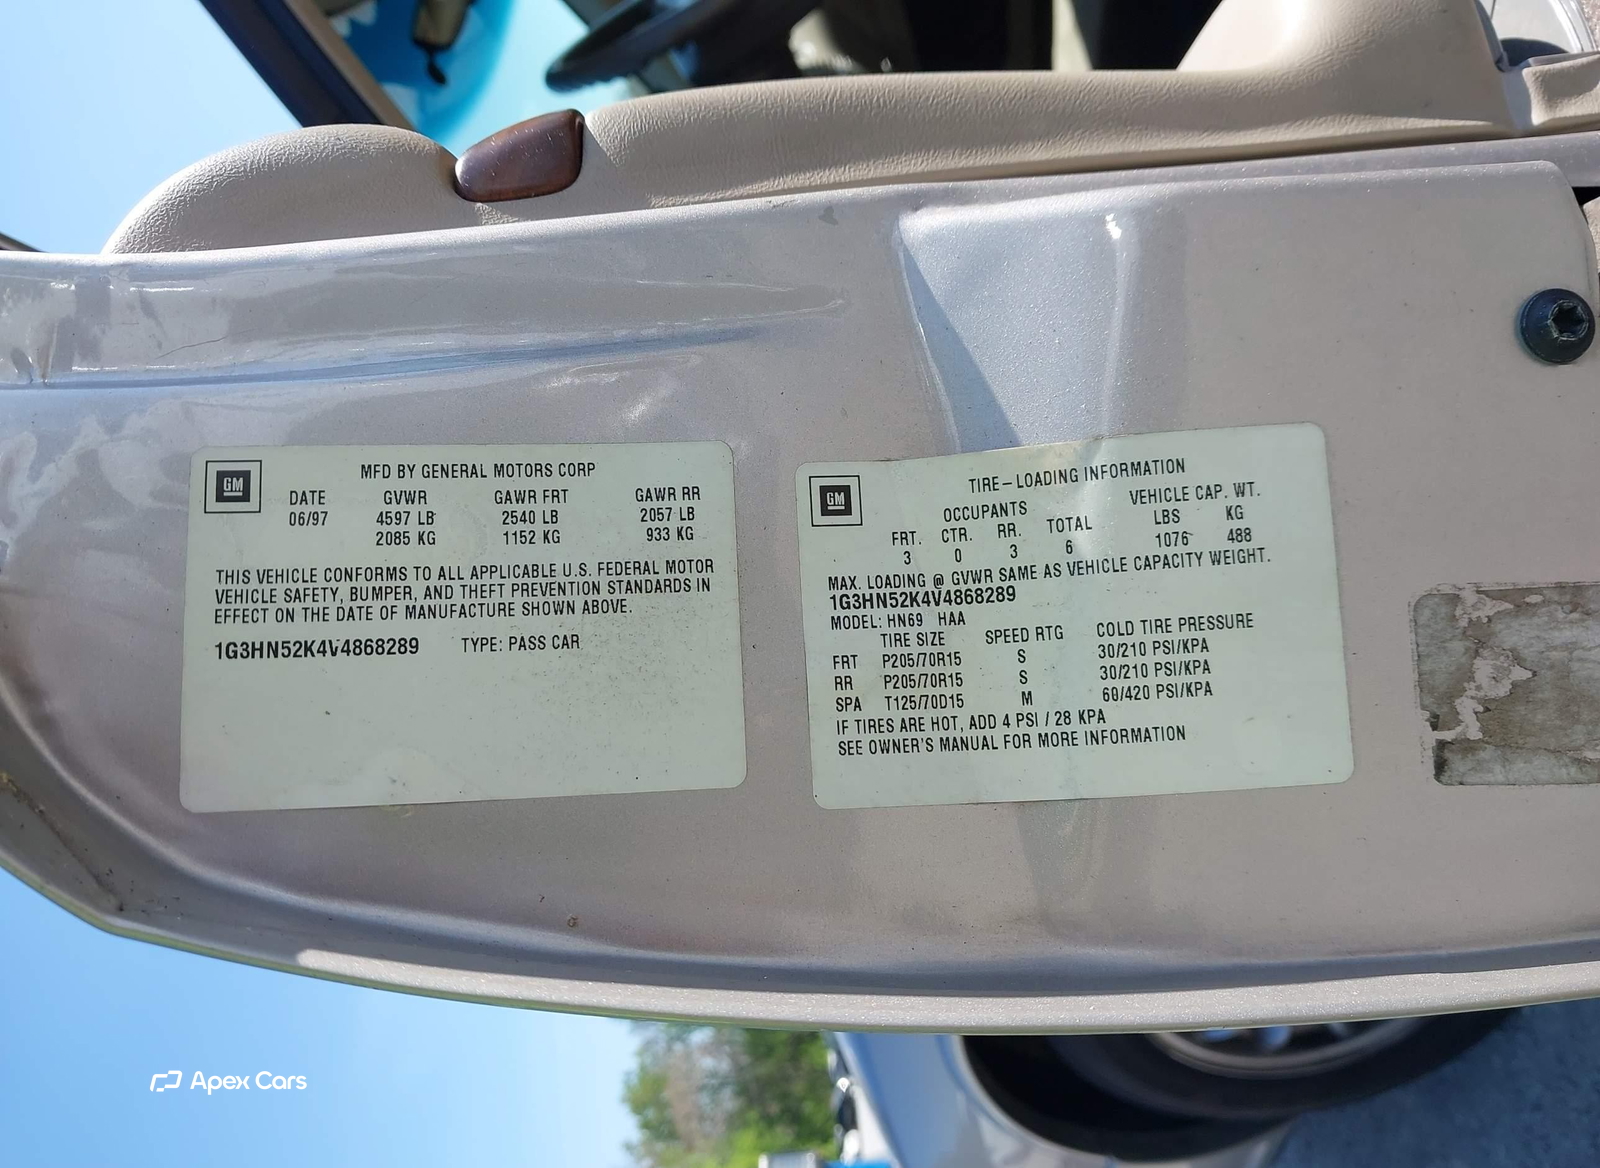 GM
MFD BY GENERAL MOTORS CORP
DATE GVWR GAWR FRT GAWR RR
06/97 4597 LB 2540 LB 2057 LB
2085 KG 1152 KG 933 KG
THIS VEHICLE CONFORMS TO ALL APPLICABLE U.S. FEDERAL MOTOR
VEHICLE SAFETY, BUMPER, AND THEFT PREVENTION STANDARDS IN
EFFECT ON THE DATE OF MANUFACTURE SHOWN ABOVE.
1G3HN52K4V4868289 TYPE: PASS CAR
GM
TIRE-LOADING INFORMATION
OCCUPANTS VEHICLE CAP. WT.
FRT. CTR. RR. TOTAL LBS KG
3 0 3 6 1076 488
MAX. LOADING @ GVWR SAME AS VEHICLE CAPACITY WEIGHT.
1G3HN52K4V4868289
MODEL: HN69 HAA
TIRE SIZE SPEED RTG COLD TIRE PRESSURE
FRT P205/70R15 S 30/210 PSI/KPA
RR P205/70R15 S 30/210 PSI/KPA
SPA T125/70D15 M 60/420 PSI/KPA
IF TIRES ARE HOT, ADD 4 PSI / 28 KPA
SEE OWNER'S MANUAL FOR MORE INFORMATION
Apex Cars